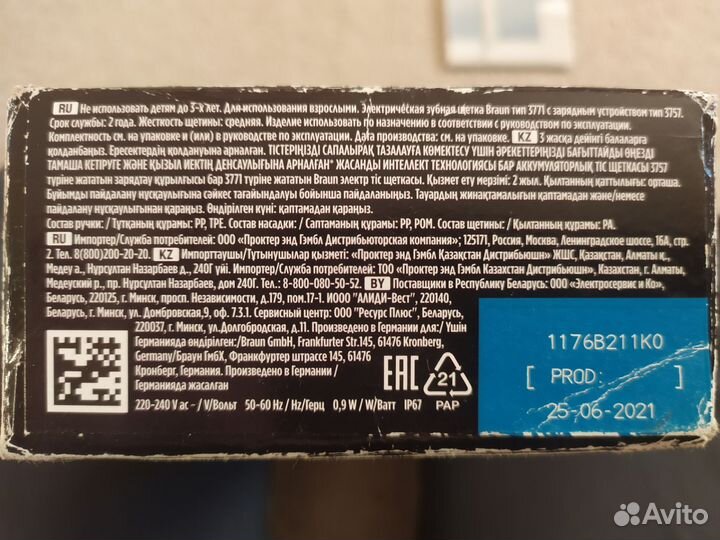 RU Не использовать детям до 3-х лет. Для использования взрослыми. Электрическая зубная щетка Braun тип 3771 с зарядным устройством тип 3757.
Срок службы: 2 года. Жесткость щетины: средняя. Изделие использовать по назначению в соответствии с руководством по эксплуатации.
Комплектность см. на упаковке и (или) в руководстве по эксплуатации. Дата производства: см. на упаковке. KZ 3 жасқа дейінгі балаларға
қолданбаңыз. Ересектердің қолдануына арналған. ТІСТЕРІҢІЗДІ САПАЛЫРАҚ ТАЗАЛАУҒА КӨМЕКТЕСУ ҮШІН ӘРЕКЕТТЕРІҢІЗДІ БАҒЫТТАЙДЫ ӨҢЕЗДІ
ТАМАША КЕТІРУГЕ ЖӘНЕ ҚЫЗЫЛ ИЕКТІҢ ДЕНСАУЛЫҒЫНА АРНАЛҒАН ЖАСАНДЫ ИНТЕЛЛЕКТ ТЕХНОЛОГИЯСЫ БАР АККУМУЛЯТОРЛЫҚ ТІС ЩЕТКАСЫ 3757
түріне жататын зарядтау құрылғысы бар 3771 түріне жататын Braun электр тіс щеткасы. Қызмет ету мерзімі: 2 жыл. Қылтанның қаттылығы: орташа.
Бұйымды пайдалану нұсқаулығына сәйкес тағайындалуы бойынша пайдаланыңыз. Тауардың жинақтамалығын қаптамадан және/немесе
пайдалану нұсқаулығынан қараңыз. Өндірілген күні: қаптамадан қараңыз.
Состав ручки: / Тұтқаның құрамы: PP, TPE. Состав насадки: / Саптаманың құрамы: PP, POM. Состав щетины: / Қылтанның құрамы: PA.
RU Импортер/Служба потребителей: ООО «Проктер энд Гэмбл Дистрибьюторская компания»; 125171, Россия, Москва, Ленинградское шоссе, 16А, стр.
2. Тел. 8(800)200-20-20. KZ Импорттаушы/Тұтынушылар қызметі: «Проктер энд Гэмбл Қазақстан Дистрибьюшн» ЖШС, Қазақстан, Алматы қ.,
Медеу а., Нұрсұлтан Назарбаев д., 240Г үйі. Импортер/Служба потребителей: ТОО «Проктер энд Гэмбл Казахстан Дистрибьюшн», Казахстан, г. Алматы,
Медеуский р., пр. Нурсултан Назарбаев, дом 240Г. Тел.: 8-800-080-50-52. BY Поставщики в Республику Беларусь: ООО «Электросервис и Ко»,
Беларусь, 220125, г. Минск, просп. Независимости, д.179, пом.17-1. ООО "АЛИДИ-Вест", 220140,
Беларусь, г. Минск, ул. Домбровская,9, оф. 7.3.1. Сервисный центр: ООО "Ресурс Плюс", Беларусь,
220037, г. Минск, ул.Долгобродская, д.11. Произведено в Германии для:/ Үшін
Германияда өндірілген:/Braun GmbH, Frankfurter Str.145, 61476 Kronberg,
Germany/Браун ГмбХ, Франкфуртер штрассе 145, 61476
Кронберг, Германия. Произведено в Германии /
Германияда жасалған
220-240 V ac ~ / V/Вольт 50-60 Hz/Hz/Герц 0,9 W / W/Ватт IP67
EAC
21
PAP
1176B211K0
[ PROD: ]
25-06-2021
Avito